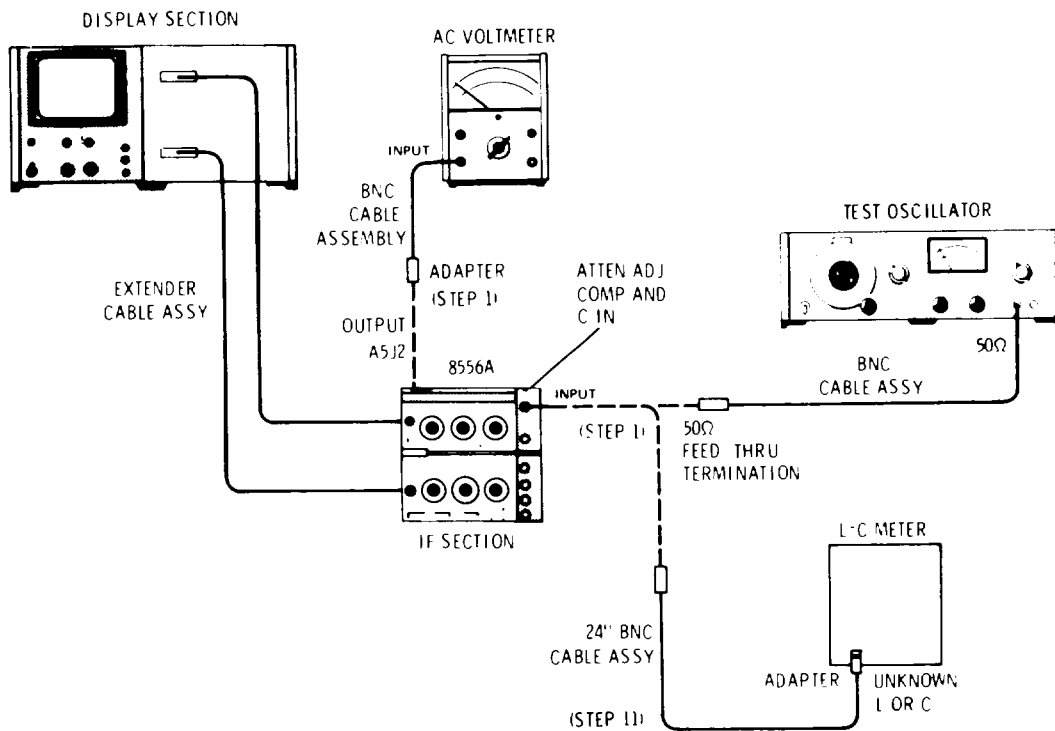 DISPLAY SECTION
AC VOLTMETER
INPUT
BNC
CABLE
ASSEMBLY
TEST OSCILLATOR
ADAPTER
(STEP 1)
ATTEN ADJ
COMP AND
C IN
EXTENDER
CABLE ASSY
OUTPUT
A5J2
8556A
50Ω
BNC
CABLE ASSY
INPUT
(STEP 1)
50Ω
FEED THRU
TERMINATION
IF SECTION
L-C METER
24" BNC
CABLE ASSY
ADAPTER
UNKNOWN
L OR C
(STEP 11)